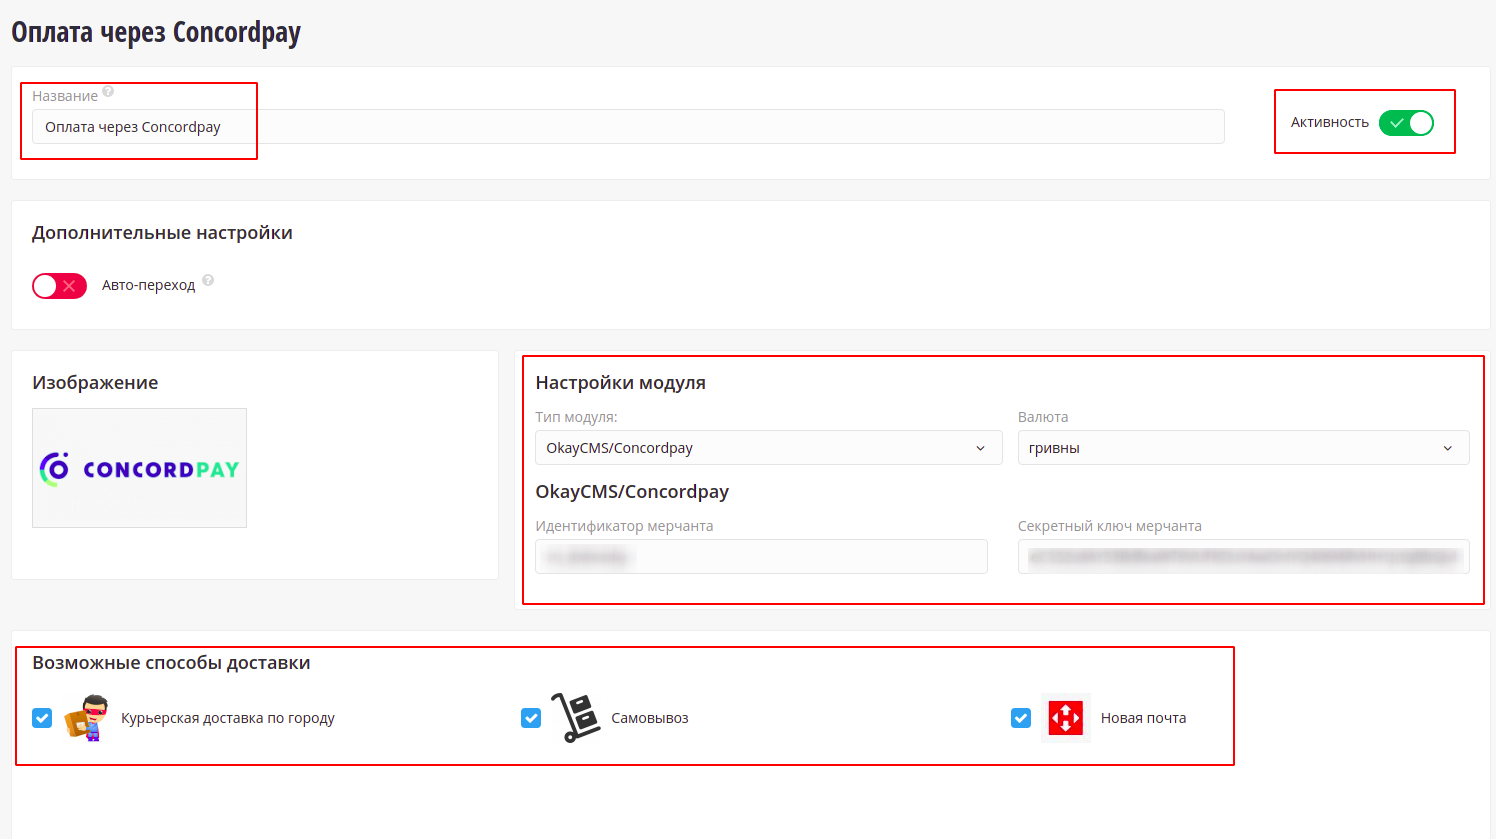 Оплата через Concordpay
Название
Оплата через Concordpay
Активность
Дополнительные настройки
Авто-переход
Изображение
CONCORDPAY
Настройки модуля
Тип модуля: Валюта
OkayCMS/Concordpay гривны
OkayCMS/Concordpay
Идентификатор мерчанта Секретный ключ мерчанта
Возможные способы доставки
Курьерская доставка по городу Самовывоз Новая почта